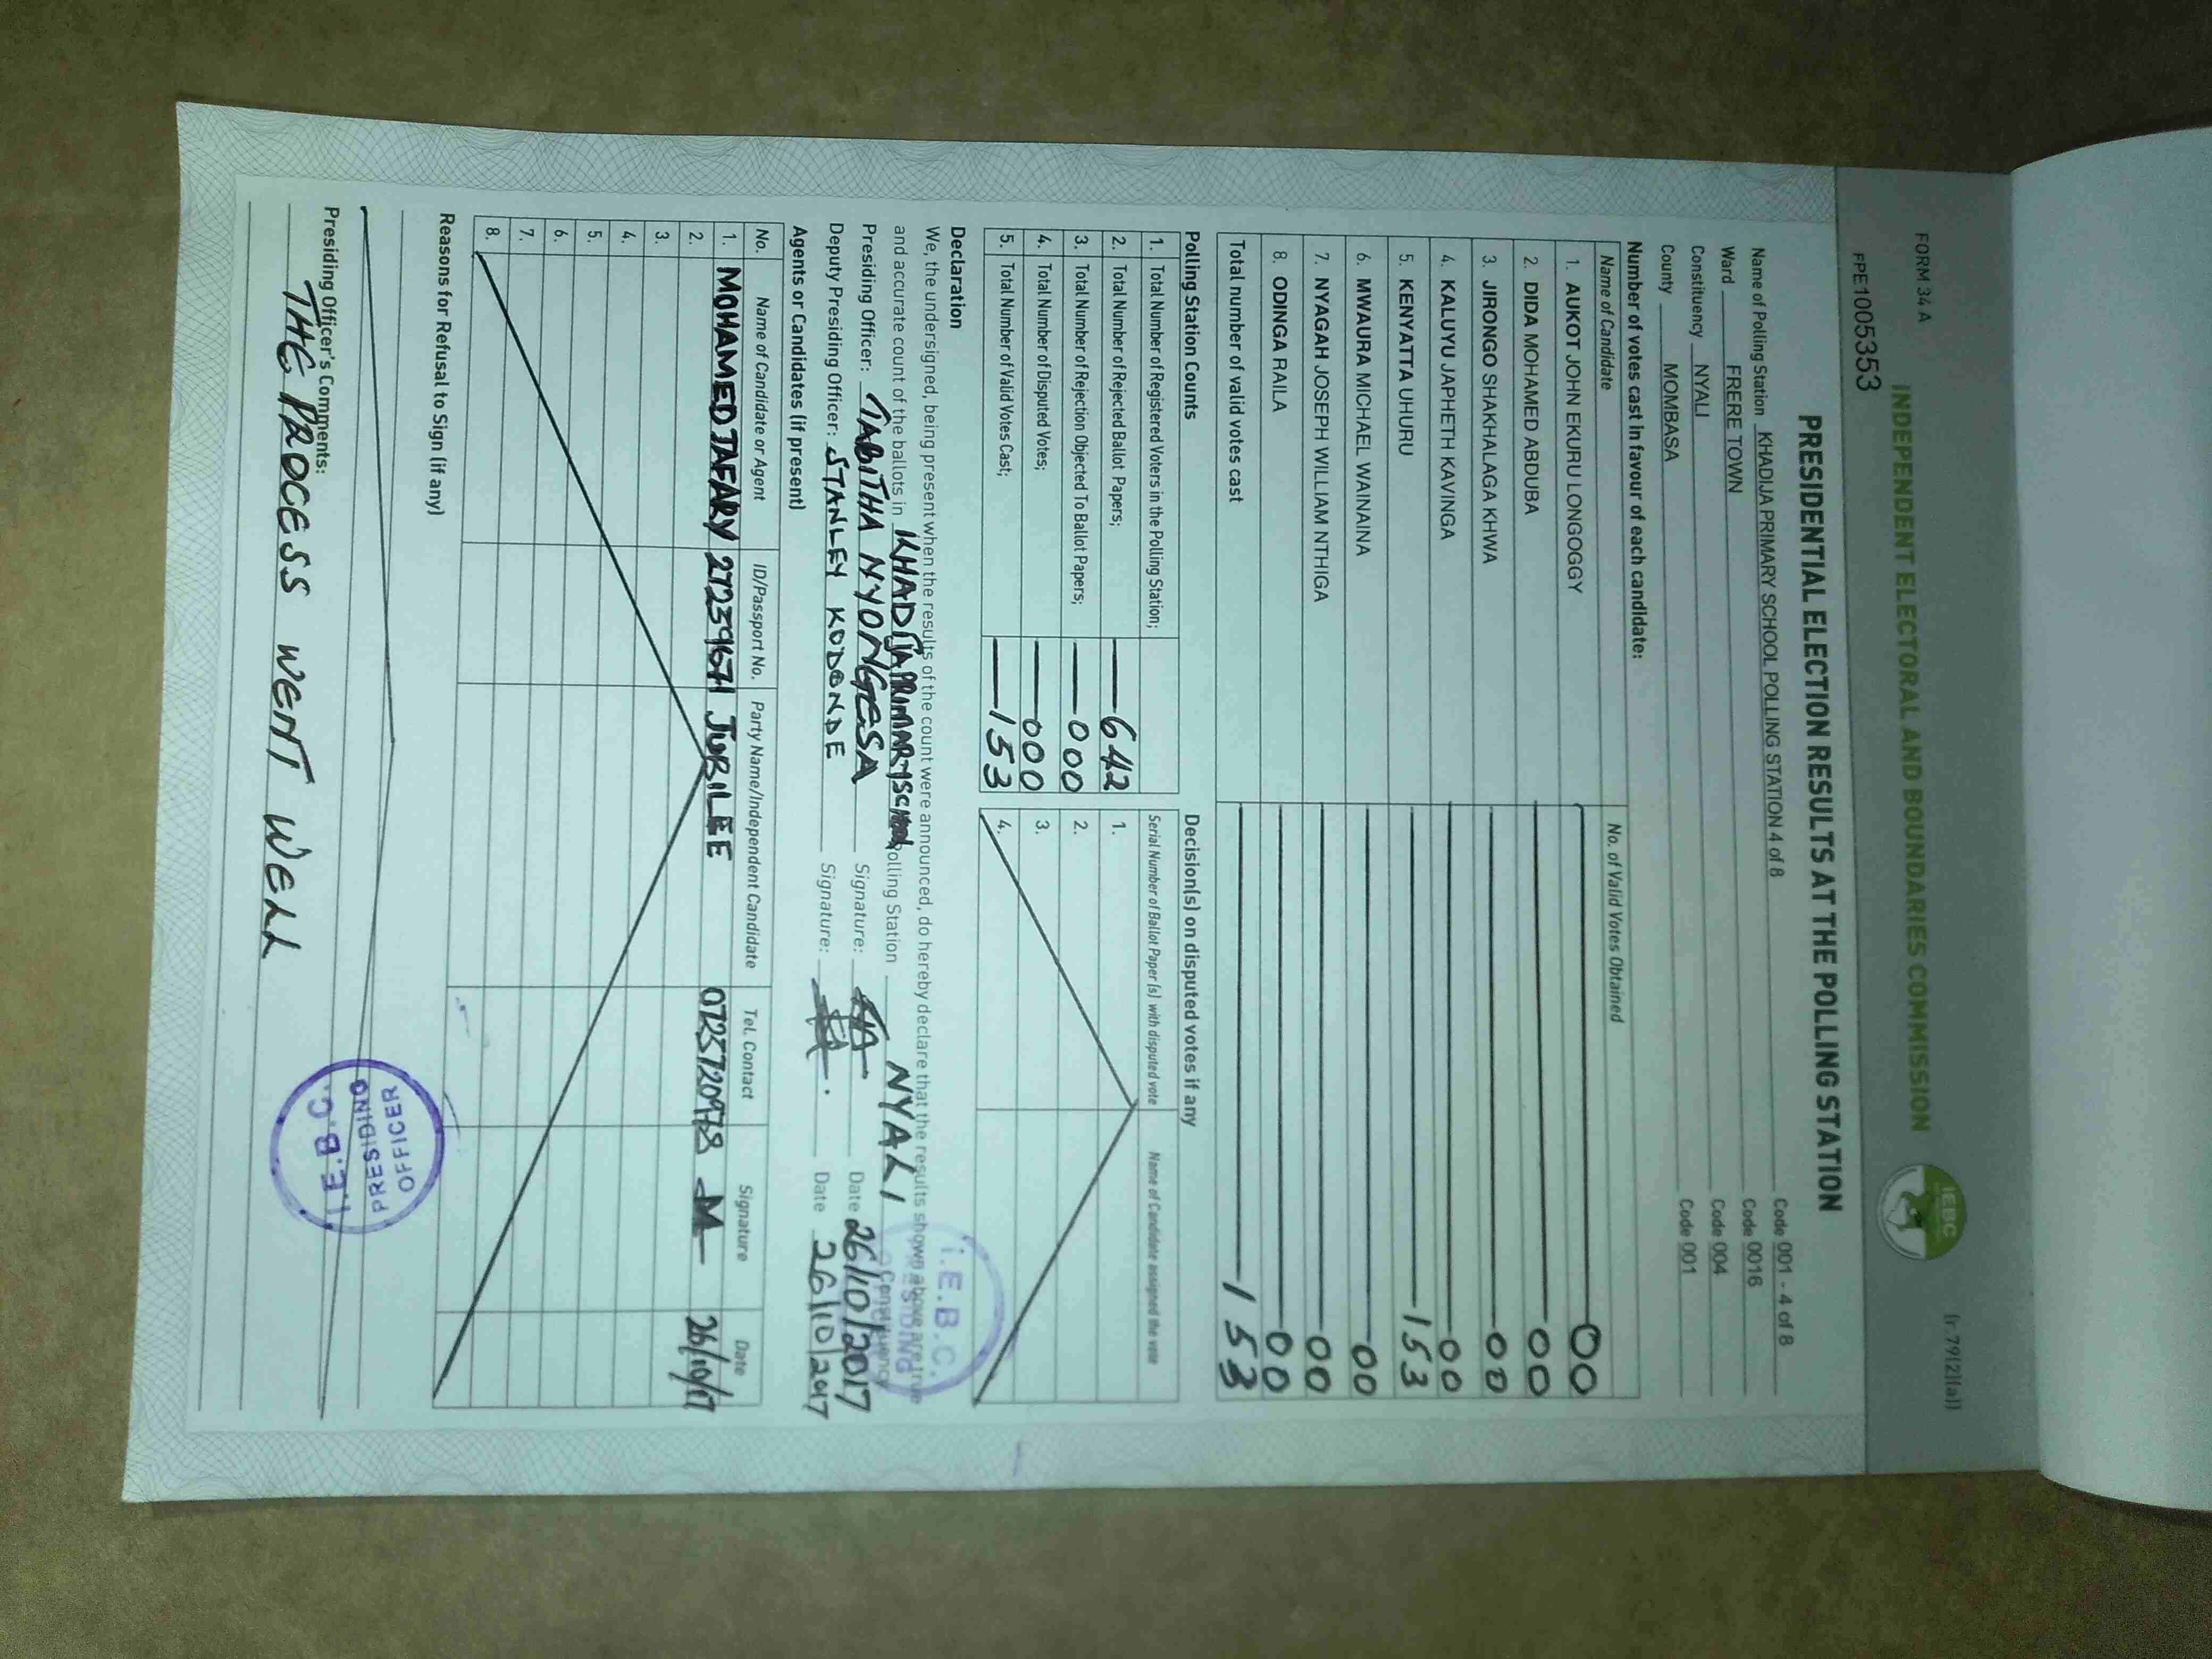 FORM 34 A
(r.79(2)(a))
INDEPENDENT ELECTORAL AND BOUNDARIES COMMISSION
IEBC
FPE1005353
PRESIDENTIAL ELECTION RESULTS AT THE POLLING STATION
Name of Polling Station KHADIJA PRIMARY SCHOOL POLLING STATION 4 of 8 Code 001 - 4 of 8
Ward FRERE TOWN Code 0016
Constituency NYALI Code 004
County MOMBASA Code 001
Number of votes cast in favour of each candidate:
Name of Candidate No. of Valid Votes Obtained
1. AUKOT JOHN EKURU LONGOGGY 00
2. DIDA MOHAMED ABDUBA 00
3. JIRONGO SHAKHALAGA KHWA 00
4. KALUYU JAPHETH KAVINGA 00
5. KENYATTA UHURU 153
6. MWAURA MICHAEL WAINAINA 00
7. NYAGAH JOSEPH WILLIAM NTHIGA 00
8. ODINGA RAILA 00
Total number of valid votes cast 153
Polling Station Counts
1. Total Number of Registered Voters in the Polling Station;
2. Total Number of Rejected Ballot Papers; 642
3. Total Number of Rejection Objected To Ballot Papers; 000
4. Total Number of Disputed Votes; 000
5. Total Number of Valid Votes Cast; 153
Decision(s) on disputed votes if any
Serial Number of Ballot Paper (s) with disputed vote Name of Candidate assigned the vote
1.
2.
3.
4.
Declaration
We, the undersigned, being present when the results of the count were announced, do hereby declare that the results shown above are true
and accurate count of the ballots in KHADIJA PRIMARY SCHOOL Polling Station NYALI Constituency
I.E.B.C.
Presiding Officer: TABITHA NYONGESA Signature: Date 26/10/2017
Deputy Presiding Officer: STANLEY KODONDE Signature: Date 26/10/2017
Agents or Candidates (if present)
No. Name of Candidate or Agent ID/Passport No. Party Name/Independent Candidate Tel. Contact Signature Date
1. MOHAMED JAFARY 27259671 JUBILEE 0725720978 26/10/17
2.
3.
4.
5.
6.
7.
8.
Reasons for Refusal to Sign (if any)
Presiding Officer's Comments:
THE PROCESS WENT WELL
I.E.B.C.
PRESIDING
OFFICER